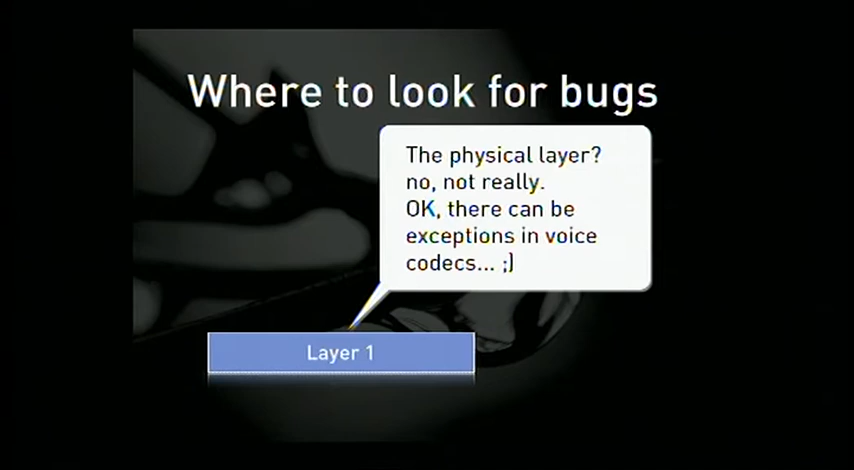 Where to look for bugs
The physical layer?
no, not really.
OK, there can be
exceptions in voice
codecs... ;)
Layer 1